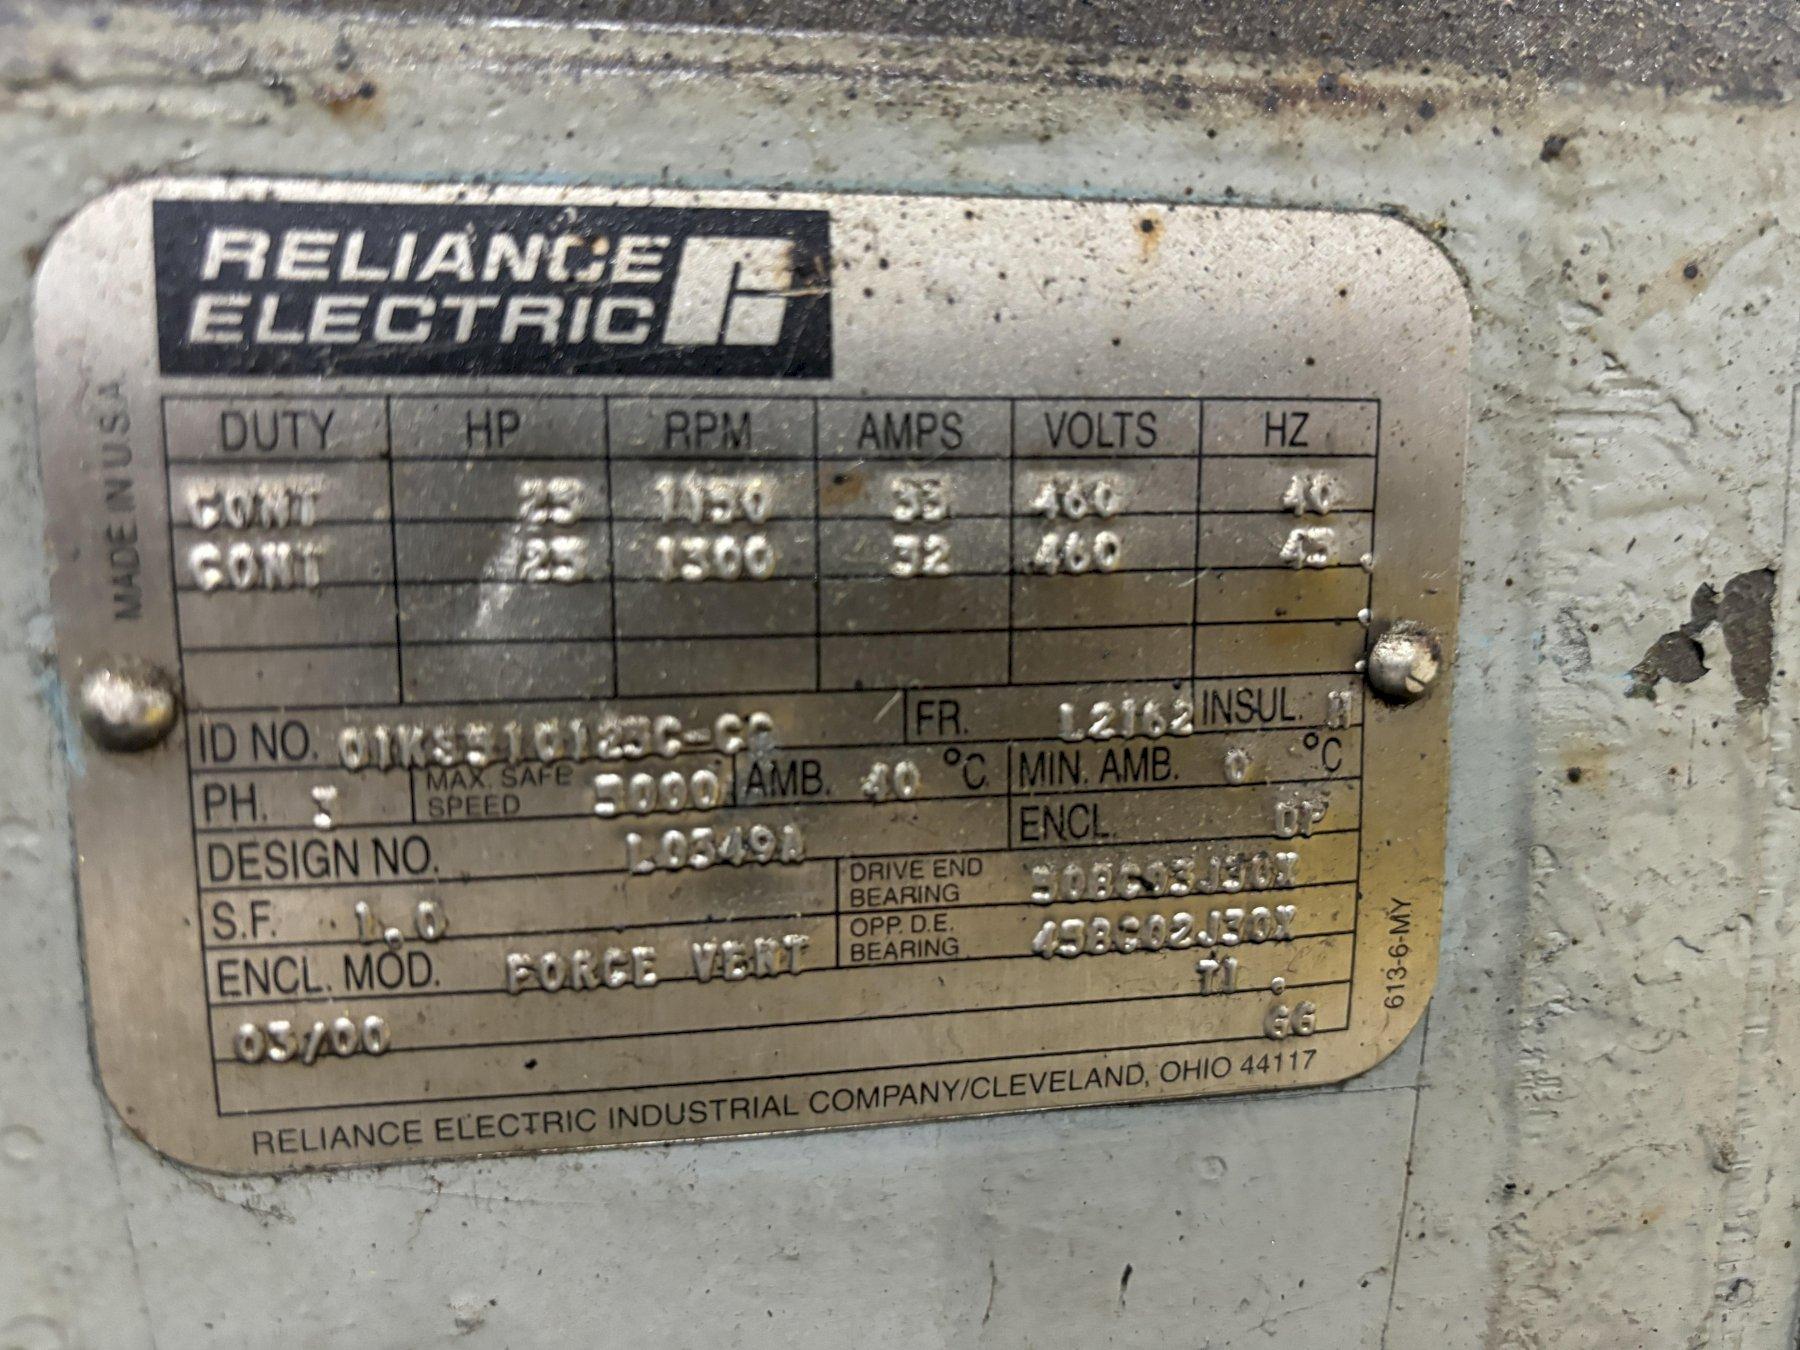 RELIANCE
ELECTRIC
MADE IN U.S.A.
DUTY HP RPM AMPS VOLTS HZ
CONT 25 1150 33 460 40
CONT 25 1300 32 460 45
ID NO. FR. L2162 INSUL. H
PH. 3 MAX. SAFE SPEED 5000 AMB. 40 °C MIN. AMB. 0 °C
DESIGN NO. L0349A ENCL. DP
S.F. 1.0 DRIVE END BEARING 50BC03J30X
ENCL. MOD. FORCE VENT OPP. D.E. BEARING 45BC02J30X
T1.
03/00 GG
613-6-MY
RELIANCE ELECTRIC INDUSTRIAL COMPANY/CLEVELAND, OHIO 44117